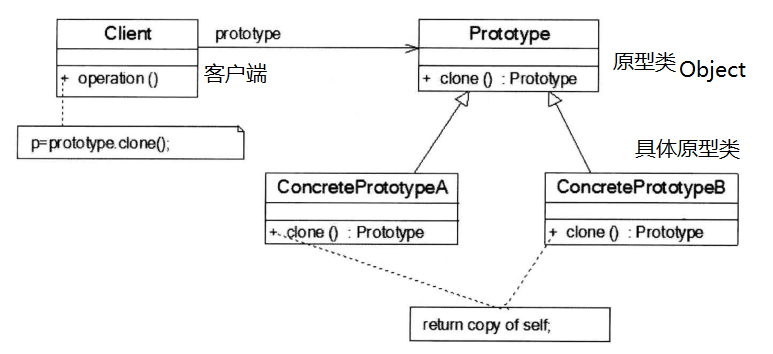 Client
prototype
Prototype
+ operation ()
客户端
+ clone () : Prototype
原型类 Object
p=prototype.clone();
具体原型类
ConcretePrototypeA
ConcretePrototypeB
+ clone () : Prototype
+ clone () : Prototype
return copy of self;